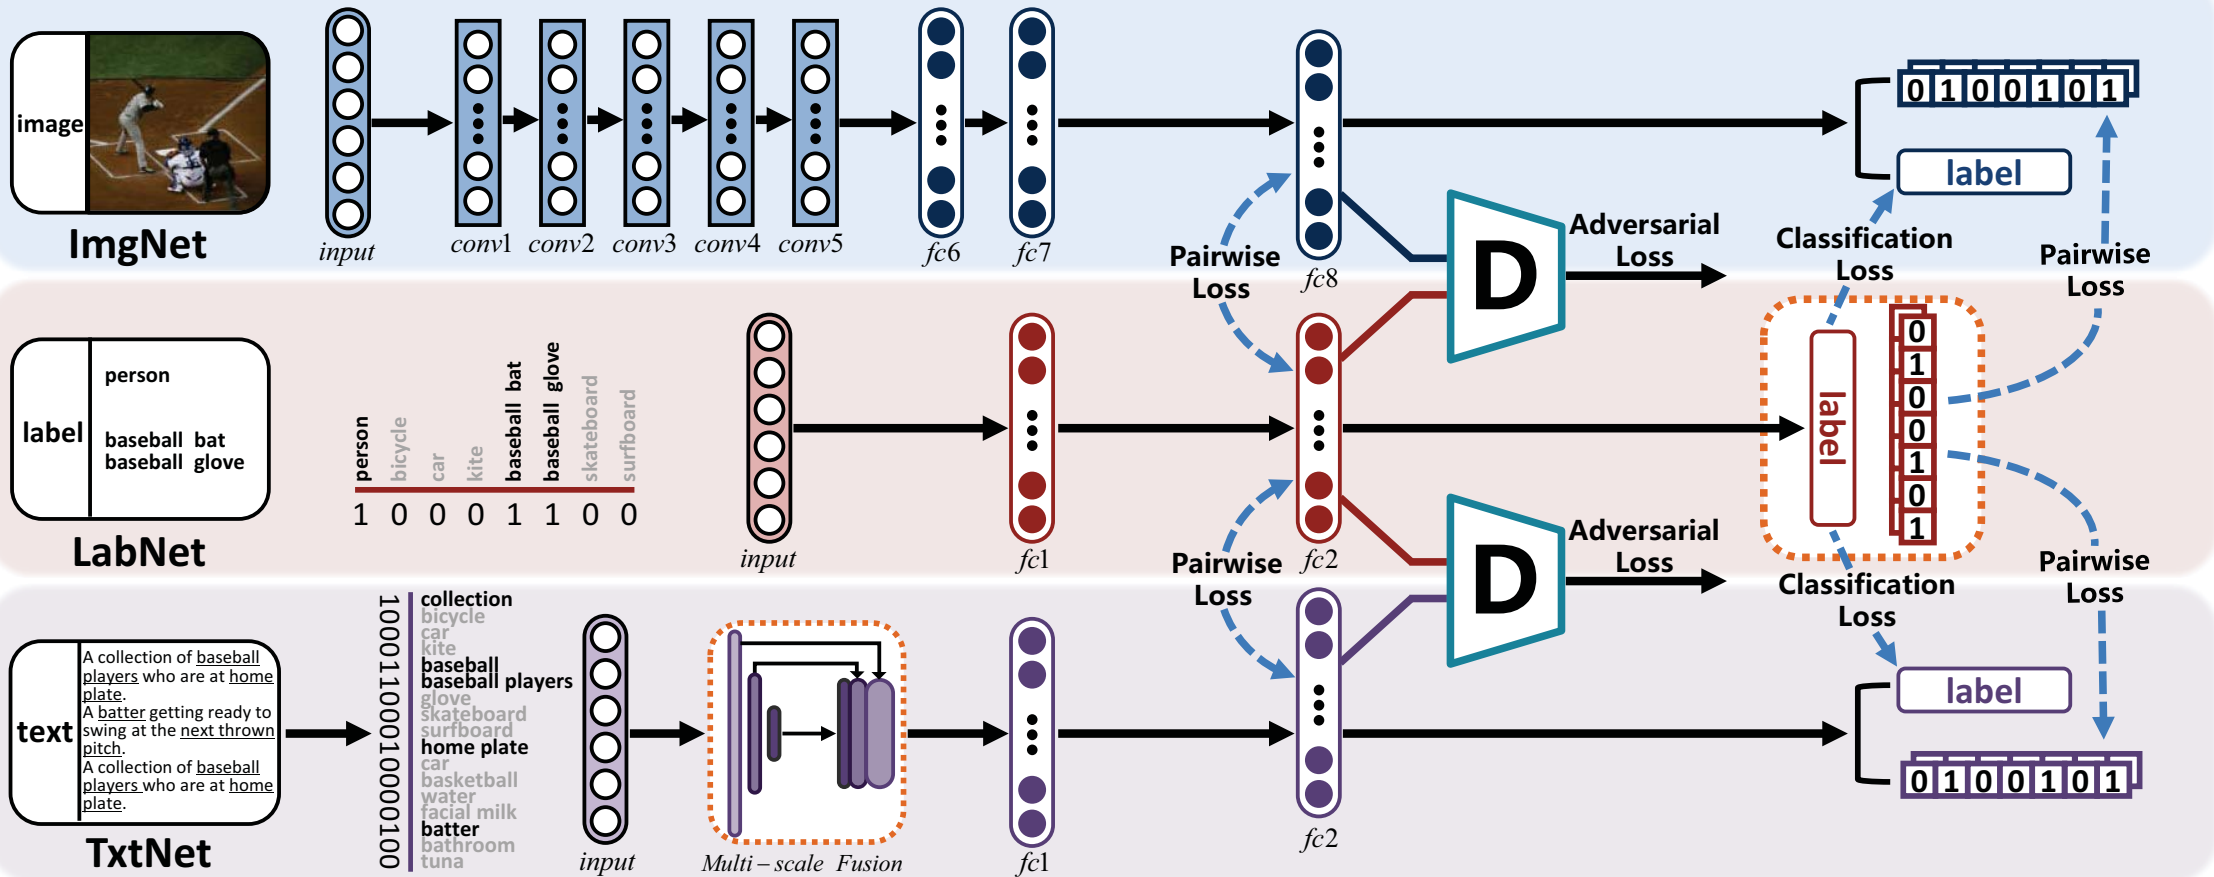 image
ImgNet
input
conv1
conv2
conv3
conv4
conv5
fc6
fc7
fc8
Pairwise
Loss
D
Adversarial
Loss
Classification
Loss
Pairwise
Loss
0 1 0 0 1 0 1
label
label
person
baseball bat
baseball glove
LabNet
person
bicycle
car
kite
baseball bat
baseball glove
skateboard
surfboard
1 0 0 0 1 1 0 0
input
fc1
fc2
label
0
1
0
0
1
0
1
Pairwise
Loss
D
Adversarial
Loss
Classification
Loss
Pairwise
Loss
text
A collection of baseball
players who are at home
plate.
A batter getting ready to
swing at the next thrown
pitch.
A collection of baseball
players who are at home
plate.
TxtNet
10001100010000100
collection
bicycle
car
kite
baseball
baseball players
glove
skateboard
surfboard
home plate
car
basketball
water
facial milk
batter
bathroom
tuna
input
Multi – scale Fusion
fc1
fc2
label
0 1 0 0 1 0 1